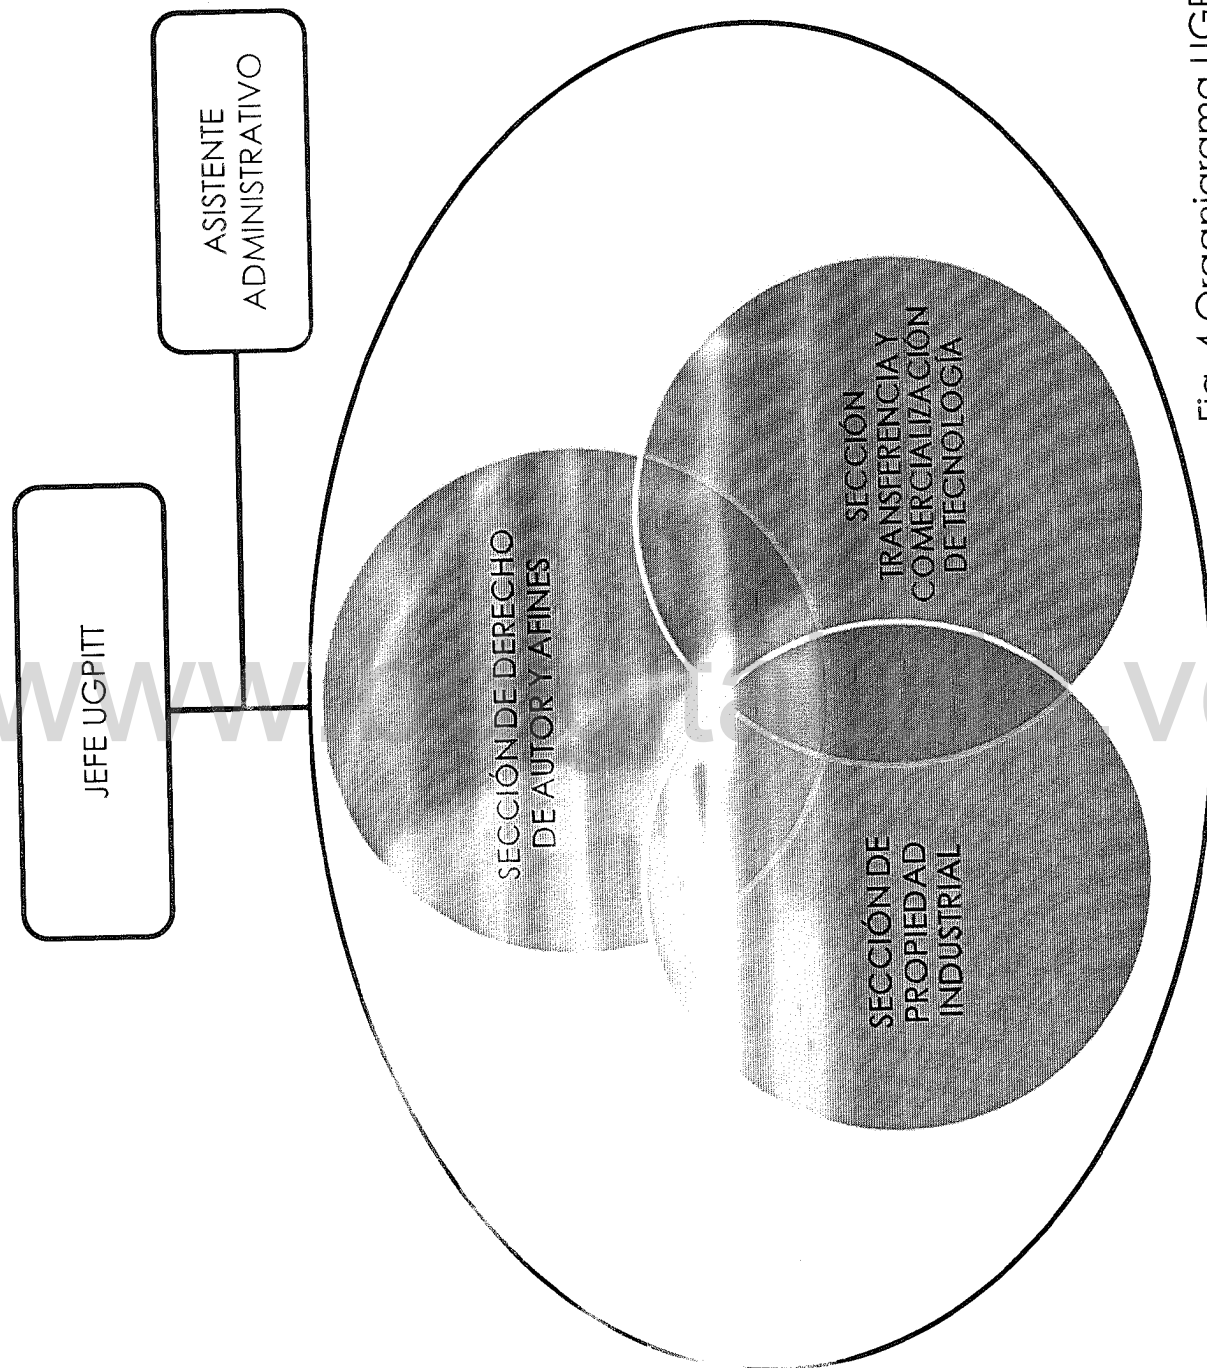 JEFE UGPITT
ASISTENTE
ADMINISTRATIVO
SECCIÓN DE DERECHO
DE AUTOR Y AFINES
SECCIÓN DE
PROPIEDAD
INDUSTRIAL
SECCIÓN
TRANSFERENCIA Y
COMERCIALIZACIÓN
DE TECNOLOGÍA
Fig. 4 Organigrama
www